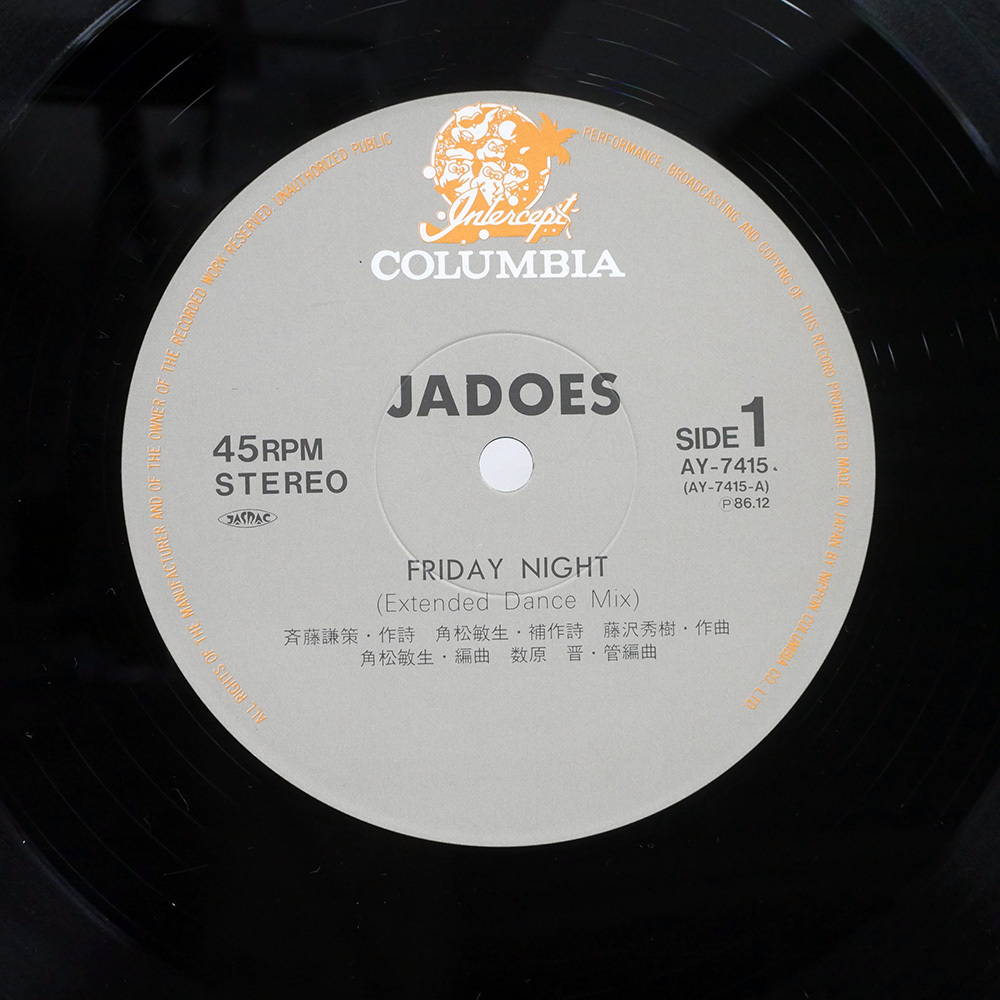 Intercept
COLUMBIA
JADOES
45RPM
STEREO
JASRAC
SIDE 1
AY-7415
(AY-7415-A)
Ⓟ86.12
FRIDAY NIGHT
(Extended Dance Mix)
斉藤謙策・作詩 角松敏生・補作詩 藤沢秀樹・作曲
角松敏生・編曲 数原 晋・管編曲
ALL RIGHTS OF THE MANUFACTURER AND OF THE OWNER OF THE RECORDED WORK RESERVED. UNAUTHORIZED PUBLIC PERFORMANCE. BROADCASTING AND COPYING OF THIS RECORD PROHIBITED MADE IN JAPAN BY NIPPON COLUMBIA CO., LTD